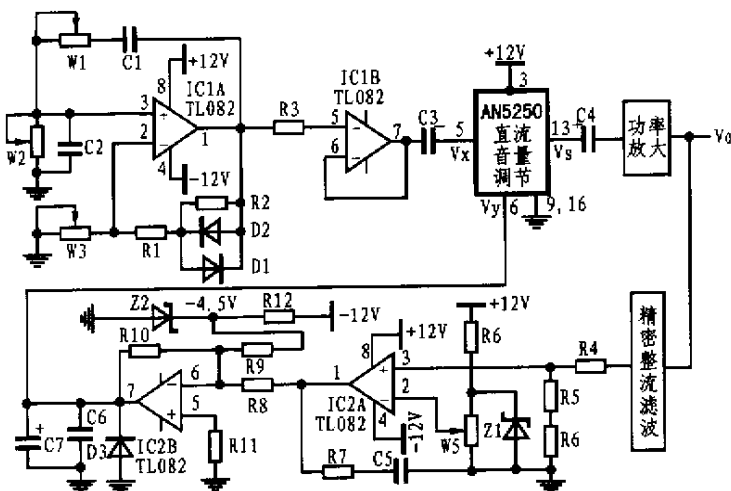 W1
C1
+12V
8
IC1A
TL082
3
+
2
-
1
4
-12V
W2
C2
R2
D2
D1
W3
R1
R3
IC1B
TL082
5
6
7
C3
+12V
3
AN5250
直流
音量
调节
5
Vx
13
Vs
Vy
6
9, 16
+
C4
功率
放大
Vo
Z2
-4.5V
R12
-12V
R10
R9
R8
6
5
7
-
+
IC2B
TL082
R11
+
C7
C6
D3
+12V
8
3
2
1
4
+
-
IC2A
TL082
-12V
R7
C5
+12V
R6
W5
Z1
R4
R5
R6
精密整流滤波